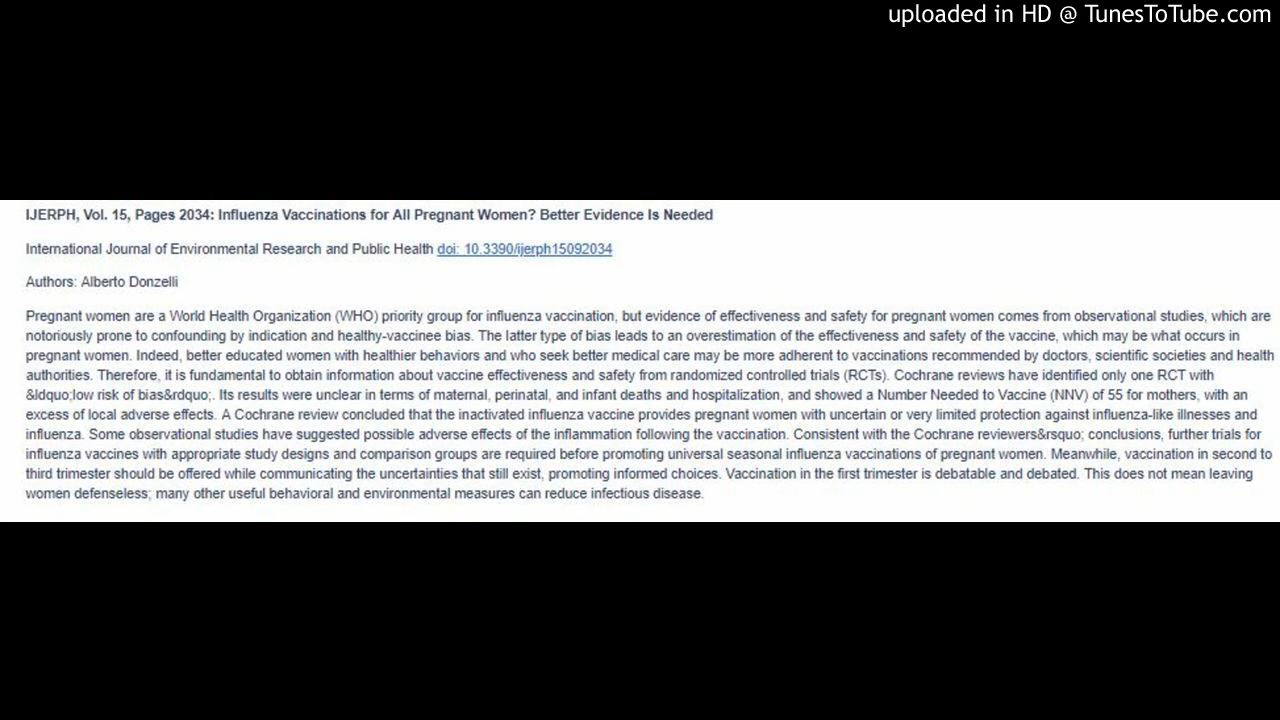 uploaded in HD @ TunesToTube.com
IJERPH, Vol. 15, Pages 2034: Influenza Vaccinations for All Pregnant Women? Better Evidence Is Needed
International Journal of Environmental Research and Public Health doi: 10.3390/ijerph15092034
Authors: Alberto Donzelli
Pregnant women are a World Health Organization (WHO) priority group for influenza vaccination, but evidence of effectiveness and safety for pregnant women comes from observational studies, which are
notoriously prone to confounding by indication and healthy-vaccinee bias. The latter type of bias leads to an overestimation of the effectiveness and safety of the vaccine, which may be what occurs in
pregnant women. Indeed, better educated women with healthier behaviors and who seek better medical care may be more adherent to vaccinations recommended by doctors, scientific societies and health
authorities. Therefore, it is fundamental to obtain information about vaccine effectiveness and safety from randomized controlled trials (RCTs). Cochrane reviews have identified only one RCT with
&ldquo;low risk of bias&rdquo;. Its results were unclear in terms of maternal, perinatal, and infant deaths and hospitalization, and showed a Number Needed to Vaccine (NNV) of 55 for mothers, with an
excess of local adverse effects. A Cochrane review concluded that the inactivated influenza vaccine provides pregnant women with uncertain or very limited protection against influenza-like illnesses and
influenza. Some observational studies have suggested possible adverse effects of the inflammation following the vaccination. Consistent with the Cochrane reviewers&rsquo; conclusions, further trials for
influenza vaccines with appropriate study designs and comparison groups are required before promoting universal seasonal influenza vaccinations of pregnant women. Meanwhile, vaccination in second to
third trimester should be offered while communicating the uncertainties that still exist, promoting informed choices. Vaccination in the first trimester is debatable and debated. This does not mean leaving
women defenseless; many other useful behavioral and environmental measures can reduce infectious disease.